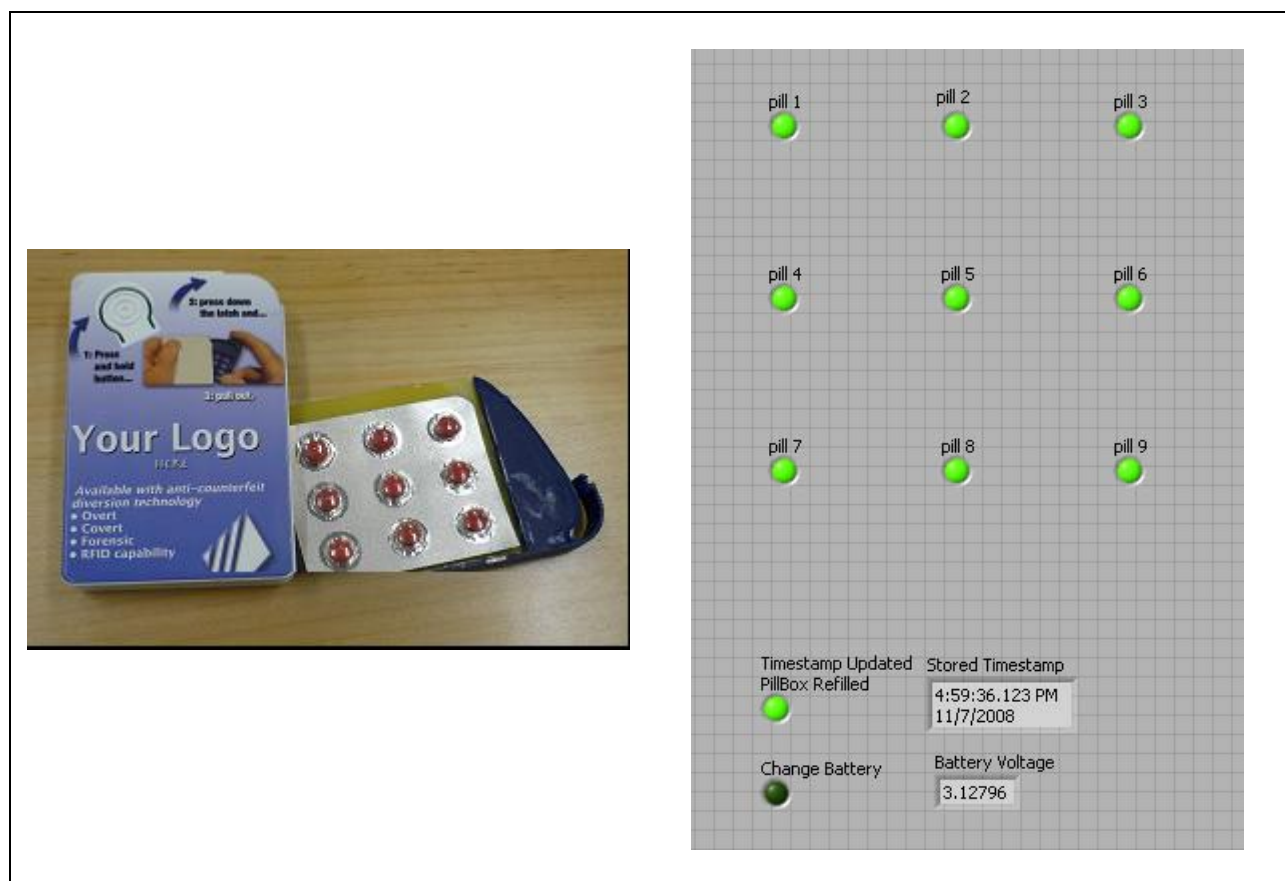 2: press down
the latch and...
1: Press
and hold
button...
3: pull out.
Your Logo
HERE
Available with anti-counterfeit
diversion technology
• Overt
• Covert
• Forensic
• RFID capability
pill 1
pill 2
pill 3
pill 4
pill 5
pill 6
pill 7
pill 8
pill 9
Timestamp Updated
PillBox Refilled
Stored Timestamp
4:59:36.123 PM
11/7/2008
Change Battery
Battery Voltage
3.12796